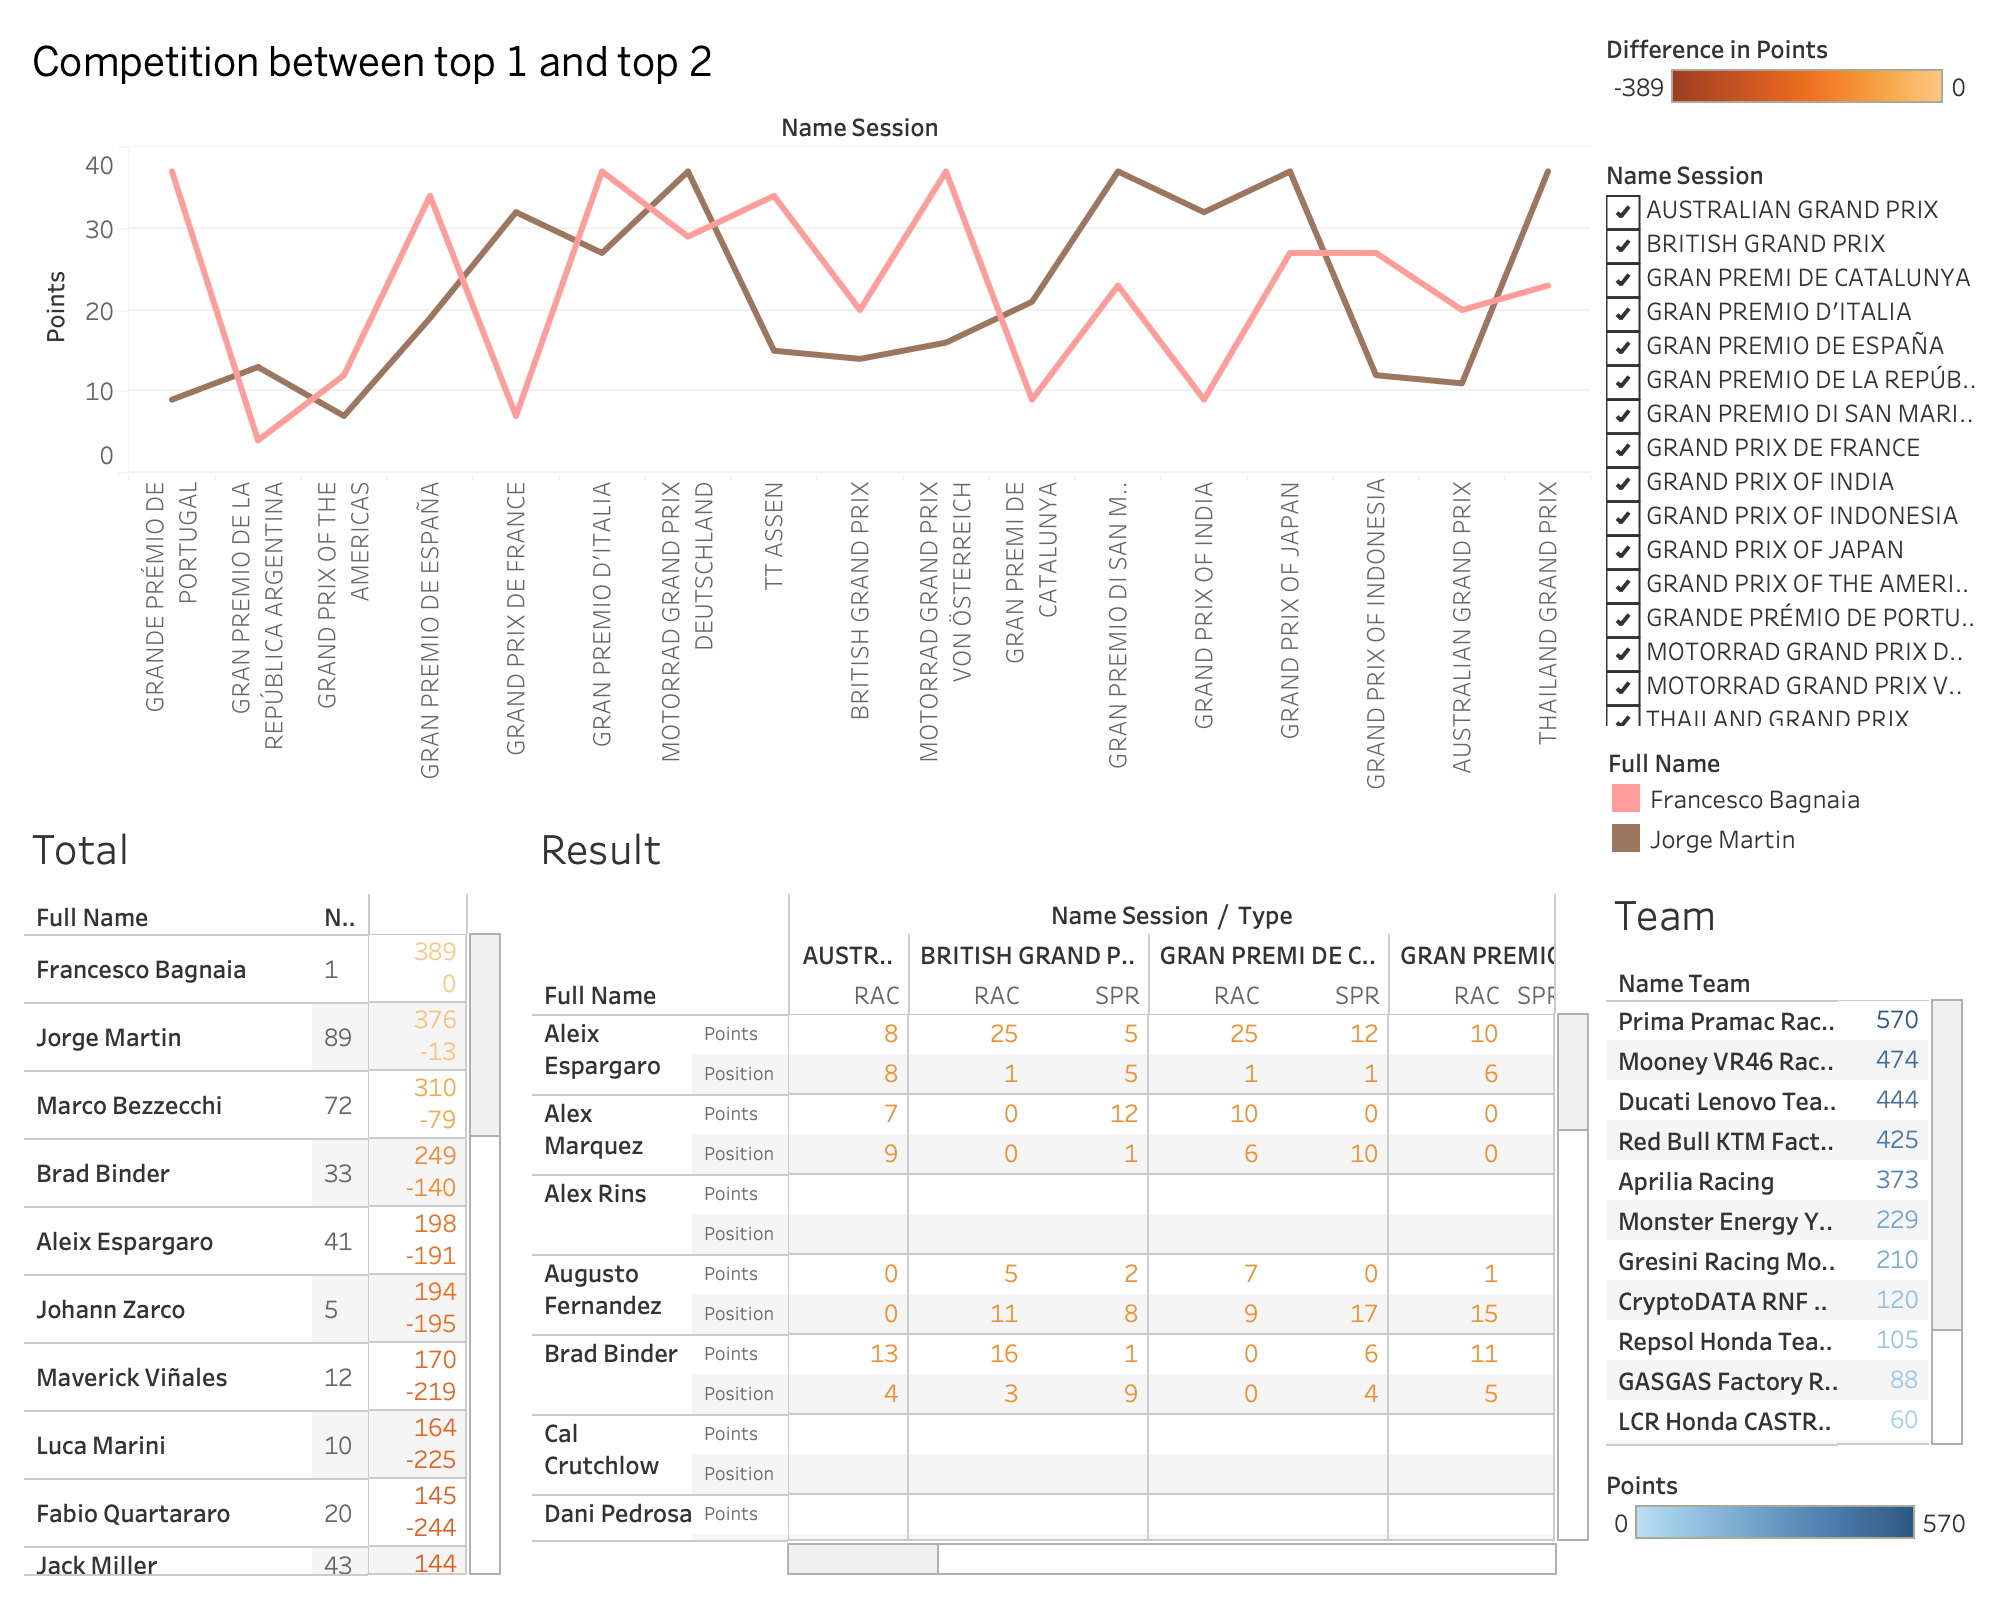 Competition between top 1 and top 2
Name Session
Points
40
30
20
10
0
GRANDE PRÉMIO DE
PORTUGAL
GRAN PREMIO DE LA
REPÚBLICA ARGENTINA
GRAND PRIX OF THE
AMERICAS
GRAN PREMIO DE ESPAÑA
GRAND PRIX DE FRANCE
GRAN PREMIO D’ITALIA
MOTORRAD GRAND PRIX
DEUTSCHLAND
TT ASSEN
BRITISH GRAND PRIX
MOTORRAD GRAND PRIX
VON ÖSTERREICH
GRAN PREMI DE
CATALUNYA
GRAN PREMIO DI SAN M..
GRAND PRIX OF INDIA
GRAND PRIX OF JAPAN
GRAND PRIX OF INDONESIA
AUSTRALIAN GRAND PRIX
THAILAND GRAND PRIX
Difference in Points
-389 0
Name Session
AUSTRALIAN GRAND PRIX
BRITISH GRAND PRIX
GRAN PREMI DE CATALUNYA
GRAN PREMIO D’ITALIA
GRAN PREMIO DE ESPAÑA
GRAN PREMIO DE LA REPÚB..
GRAN PREMIO DI SAN MARI..
GRAND PRIX DE FRANCE
GRAND PRIX OF INDIA
GRAND PRIX OF INDONESIA
GRAND PRIX OF JAPAN
GRAND PRIX OF THE AMERI..
GRANDE PRÉMIO DE PORTU..
MOTORRAD GRAND PRIX D..
MOTORRAD GRAND PRIX V..
THAILAND GRAND PRIX
Full Name
Francesco Bagnaia
Jorge Martin
Total
Full Name N..
Francesco Bagnaia 1 389
0
Jorge Martin 89 376
-13
Marco Bezzecchi 72 310
-79
Brad Binder 33 249
-140
Aleix Espargaro 41 198
-191
Johann Zarco 5 194
-195
Maverick Viñales 12 170
-219
Luca Marini 10 164
-225
Fabio Quartararo 20 145
-244
Jack Miller 43 144
Result
Name Session / Type
AUSTR.. BRITISH GRAND P.. GRAN PREMI DE C.. GRAN PREMIO
Full Name RAC RAC SPR RAC SPR RAC SPR
Aleix Points 8 25 5 25 12 10
Espargaro Position 8 1 5 1 1 6
Alex Points 7 0 12 10 0 0
Marquez Position 9 0 1 6 10 0
Alex Rins Points
Position
Augusto Points 0 5 2 7 0 1
Fernandez Position 0 11 8 9 17 15
Brad Binder Points 13 16 1 0 6 11
Position 4 3 9 0 4 5
Cal Points
Crutchlow Position
Dani Pedrosa Points
Team
Name Team
Prima Pramac Rac.. 570
Mooney VR46 Rac.. 474
Ducati Lenovo Tea.. 444
Red Bull KTM Fact.. 425
Aprilia Racing 373
Monster Energy Y.. 229
Gresini Racing Mo.. 210
CryptoDATA RNF .. 120
Repsol Honda Tea.. 105
GASGAS Factory R.. 88
LCR Honda CASTR.. 60
Points
0 570